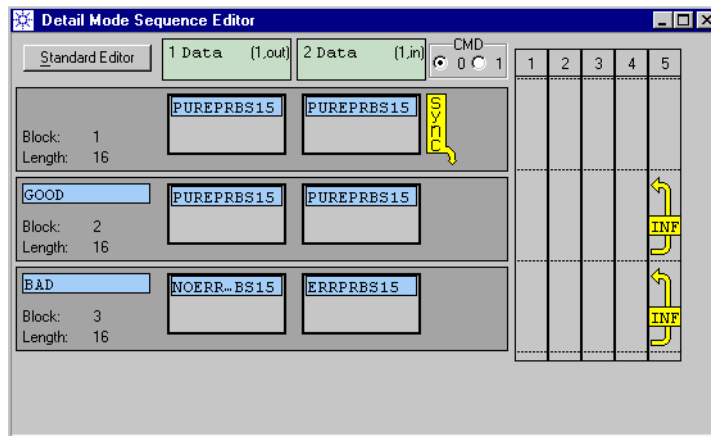 Detail Mode Sequence Editor
Standard Editor
1 Data (1,out)
2 Data (1,in)
CMD
0 1
1 2 3 4 5
PUREPRBS15 PUREPRBS15
Sync
Block: 1
Length: 16
GOOD
PUREPRBS15 PUREPRBS15
Block: 2
Length: 16
INF
BAD
NOERR…BS15 ERRPRBS15
Block: 3
Length: 16
INF